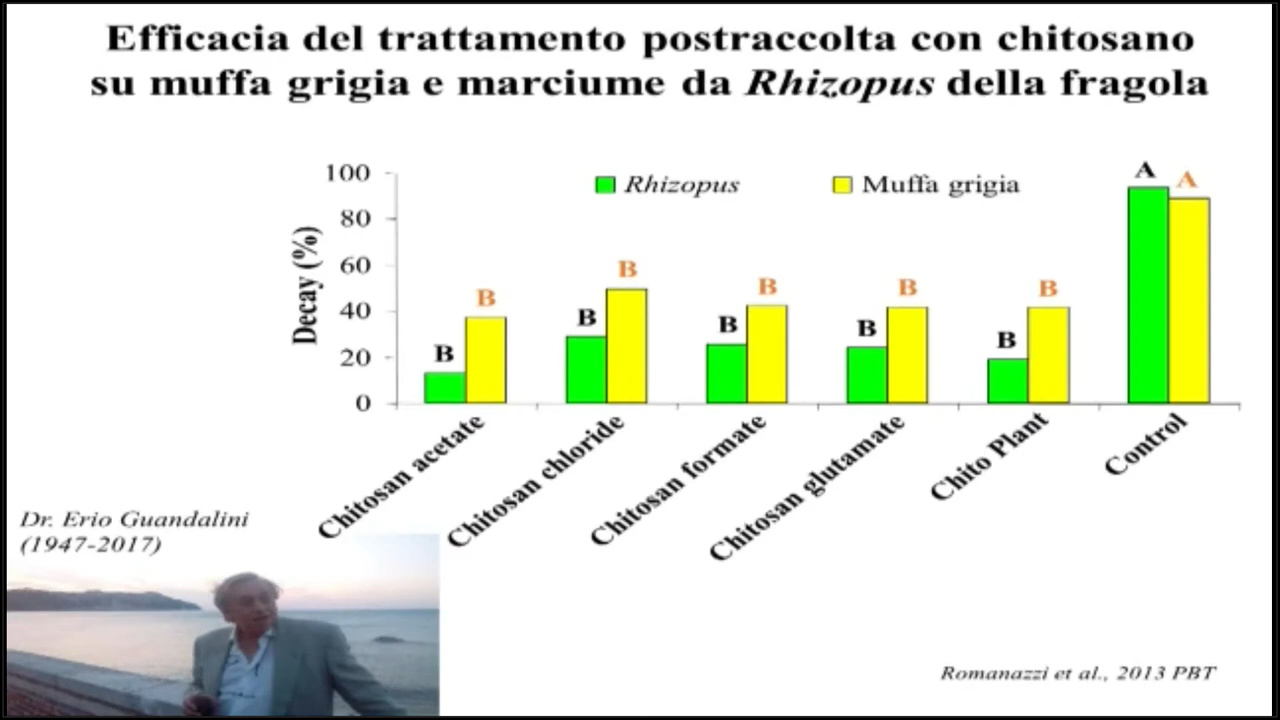 Efficacia del trattamento postraccolta con chitosano
su muffa grigia e marciume da Rhizopus della fragola
Rhizopus
Muffa grigia
Decay (%)
100
80
60
40
20
0
B
B
B
B
B
B
B
B
B
B
A
A
Chitosan acetate
Chitosan chloride
Chitosan formate
Chitosan glutamate
Chito Plant
Control
Dr. Erio Guandalini
(1947-2017)
Romanazzi et al., 2013 PBT